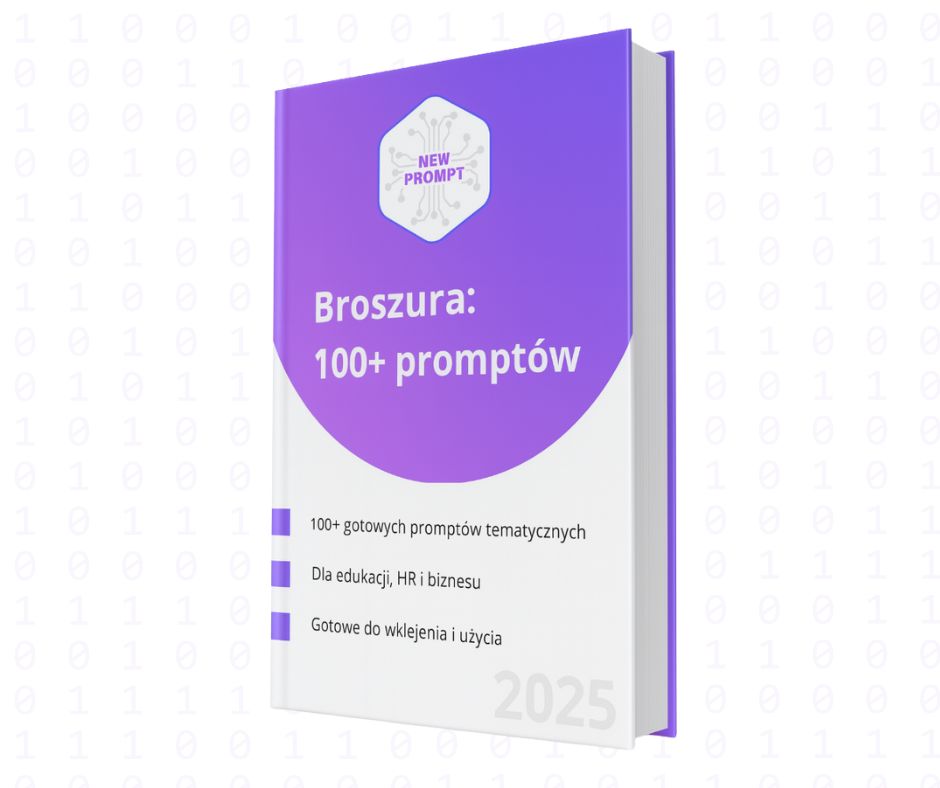 NEW
PROMPT
Broszura:
100+ promptów
100+ gotowych promptów tematycznych
Dla edukacji, HR i biznesu
Gotowe do wklejenia i użycia
2025